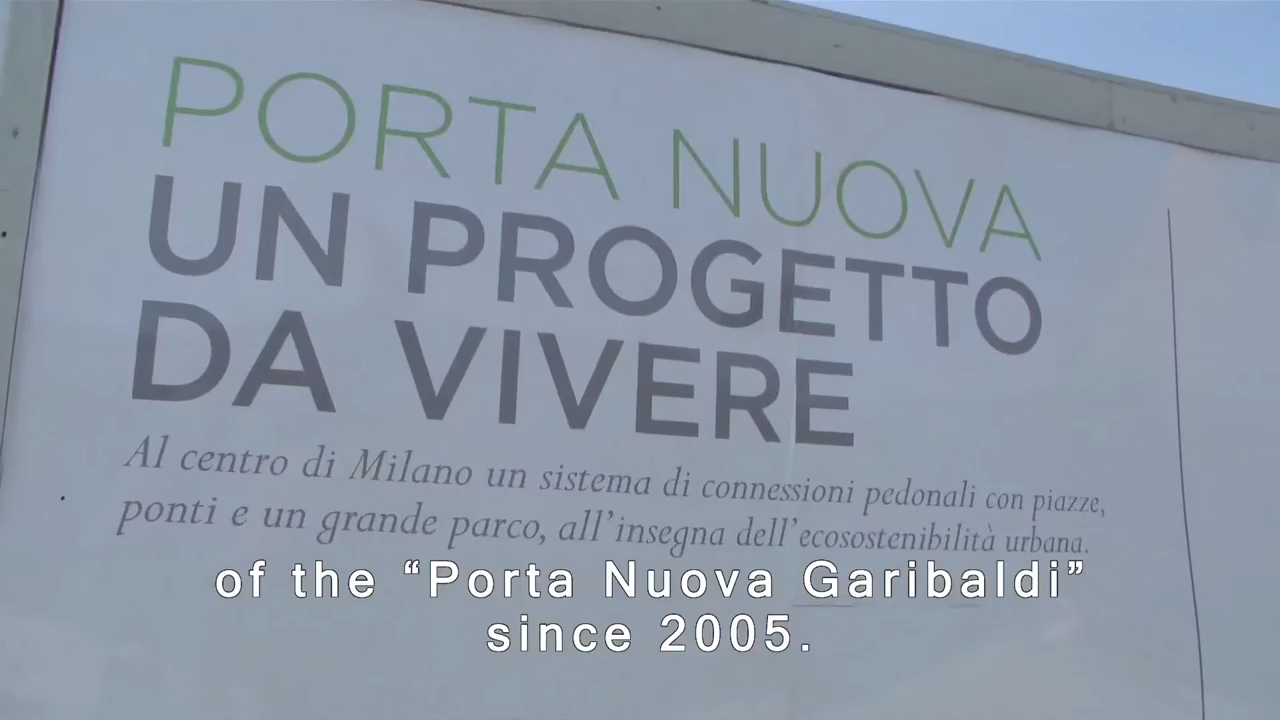 PORTA NUOVA
UN PROGETTO
DA VIVERE
Al centro di Milano un sistema di connessioni pedonali con piazze,
ponti e un grande parco, all'insegna dell'ecosostenibilità urbana.
of the “Porta Nuova Garibaldi”
since 2005.